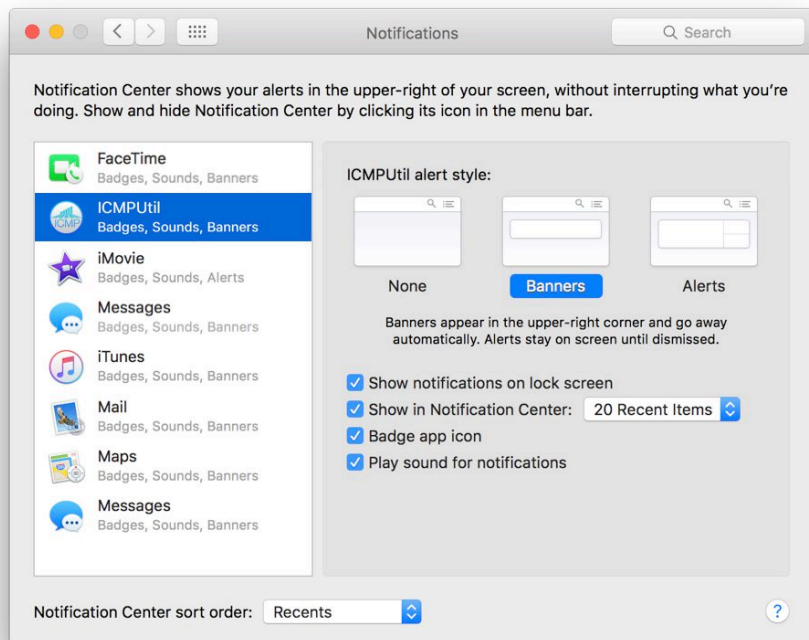 Notifications
Search
Notification Center shows your alerts in the upper-right of your screen, without interrupting what you're
doing. Show and hide Notification Center by clicking its icon in the menu bar.
FaceTime
Badges, Sounds, Banners
ICMP
ICMPUtil
Badges, Sounds, Banners
iMovie
Badges, Sounds, Alerts
Messages
Badges, Sounds, Banners
iTunes
Badges, Sounds, Banners
Mail
Badges, Sounds, Banners
Maps
Badges, Sounds, Banners
Messages
Badges, Sounds, Banners
ICMPUtil alert style:
None
Banners
Alerts
Banners appear in the upper-right corner and go away
automatically. Alerts stay on screen until dismissed.
Show notifications on lock screen
Show in Notification Center: 20 Recent Items
Badge app icon
Play sound for notifications
Notification Center sort order: Recents
?